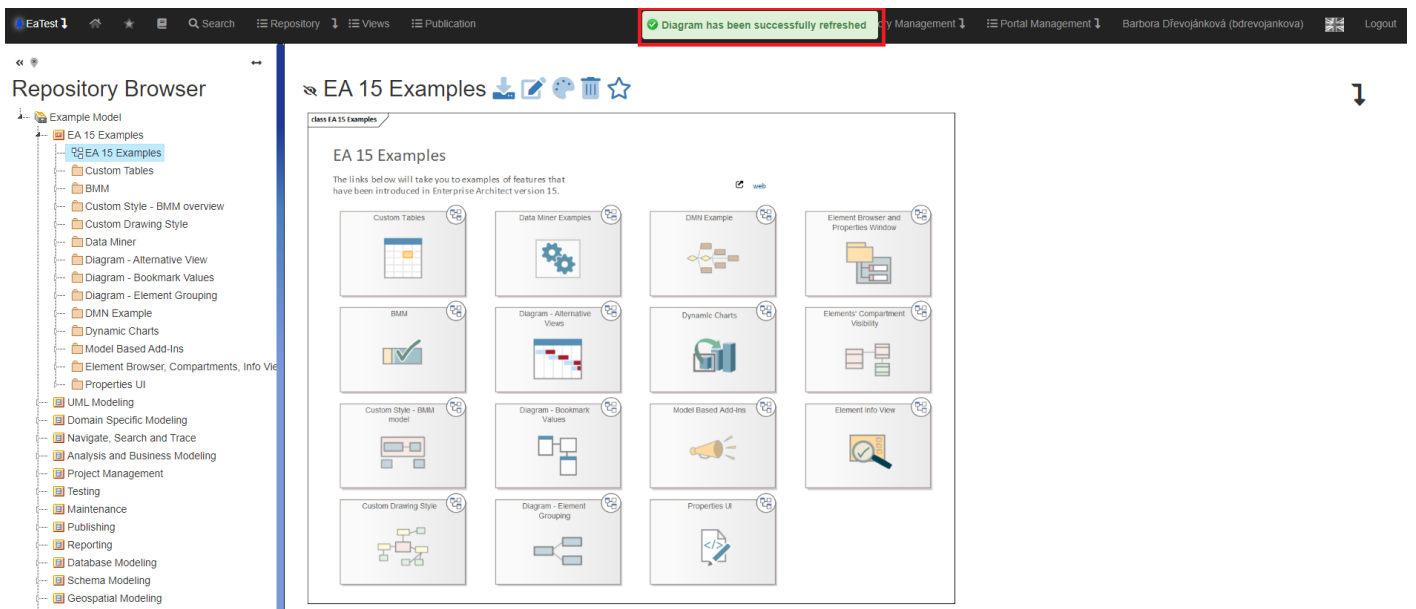 EaTest
Search
Repository
Views
Publication
Diagram has been successfully refreshed
ry Management
Portal Management
Barbora Dřevojánková (bdrevojankova)
Logout
Repository Browser
Example Model
EA 15 Examples
EA 15 Examples
Custom Tables
BMM
Custom Style - BMM overview
Custom Drawing Style
Data Miner
Diagram - Alternative View
Diagram - Bookmark Values
Diagram - Element Grouping
DMN Example
Dynamic Charts
Model Based Add-Ins
Element Browser, Compartments, Info Vie
Properties UI
UML Modeling
Domain Specific Modeling
Navigate, Search and Trace
Analysis and Business Modeling
Project Management
Testing
Maintenance
Publishing
Reporting
Database Modeling
Schema Modeling
Geospatial Modeling
EA 15 Examples
class EA 15 Examples
EA 15 Examples
The links below will take you to examples of features that
have been introduced in Enterprise Architect version 15.
web
Custom Tables
Data Miner Examples
DMN Example
Element Browser and
Properties Window
BMM
Diagram - Alternative
Views
Dynamic Charts
Elements' Compartment
Visibility
Custom Style - BMM
model
Diagram - Bookmark
Values
Model Based Add-Ins
Element Info View
Custom Drawing Style
Diagram - Element
Grouping
Properties UI